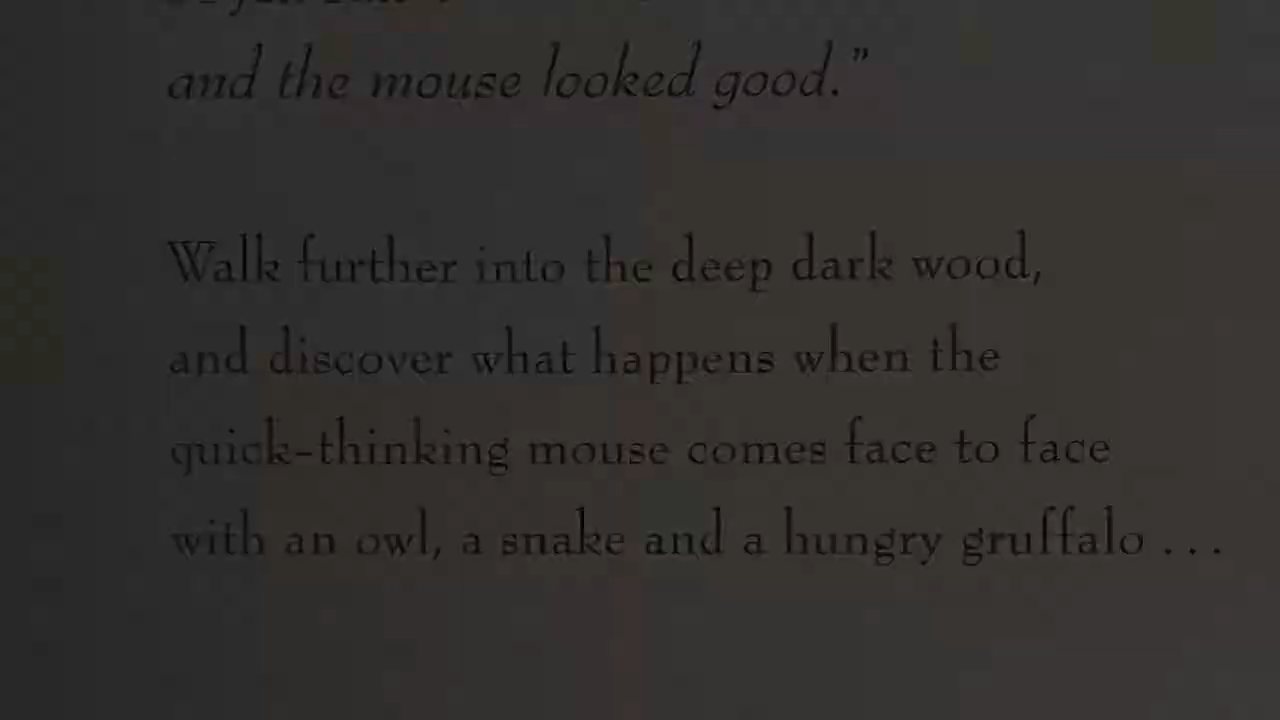 and the mouse looked good.”
Walk further into the deep dark wood,
and discover what happens when the
quick-thinking mouse comes face to face
with an owl, a snake and a hungry gruffalo . . .